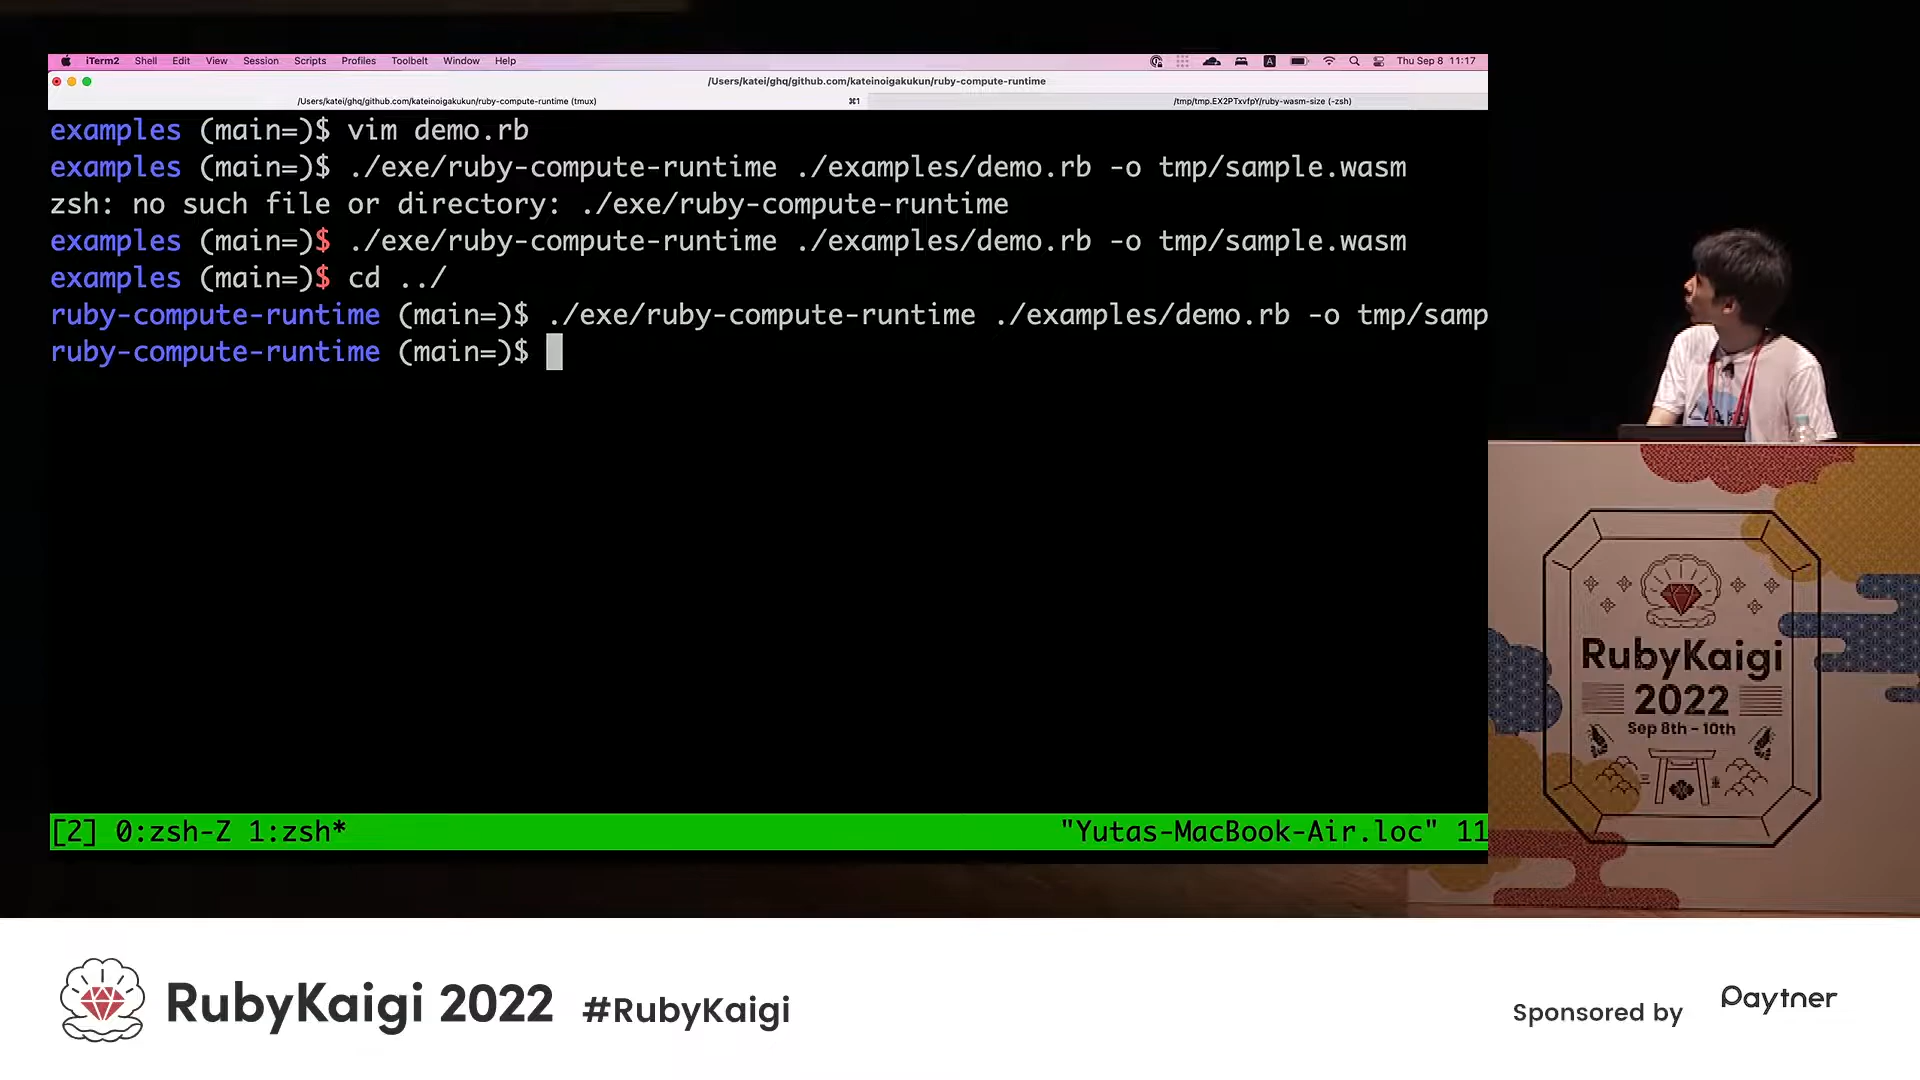 iTerm2 Shell Edit View Session Scripts Profiles Toolbelt Window Help
A Thu Sep 8 11:17
/Users/katei/ghq/github.com/kateinoigakukun/ruby-compute-runtime
/Users/katei/ghq/github.com/kateinoigakukun/ruby-compute-runtime (tmux) ⌘1 /tmp/tmp.EX2PTxvfpY/ruby-wasm-size (-zsh)
examples (main=)$ vim demo.rb
examples (main=)$ ./exe/ruby-compute-runtime ./examples/demo.rb -o tmp/sample.wasm
zsh: no such file or directory: ./exe/ruby-compute-runtime
examples (main=)$ ./exe/ruby-compute-runtime ./examples/demo.rb -o tmp/sample.wasm
examples (main=)$ cd ../
ruby-compute-runtime (main=)$ ./exe/ruby-compute-runtime ./examples/demo.rb -o tmp/samp
ruby-compute-runtime (main=)$
[2] 0:zsh-Z 1:zsh* "Yutas-MacBook-Air.loc" 11
RubyKaigi
2022
Sep 8th - 10th
RubyKaigi 2022 #RubyKaigi
Sponsored by Paytner